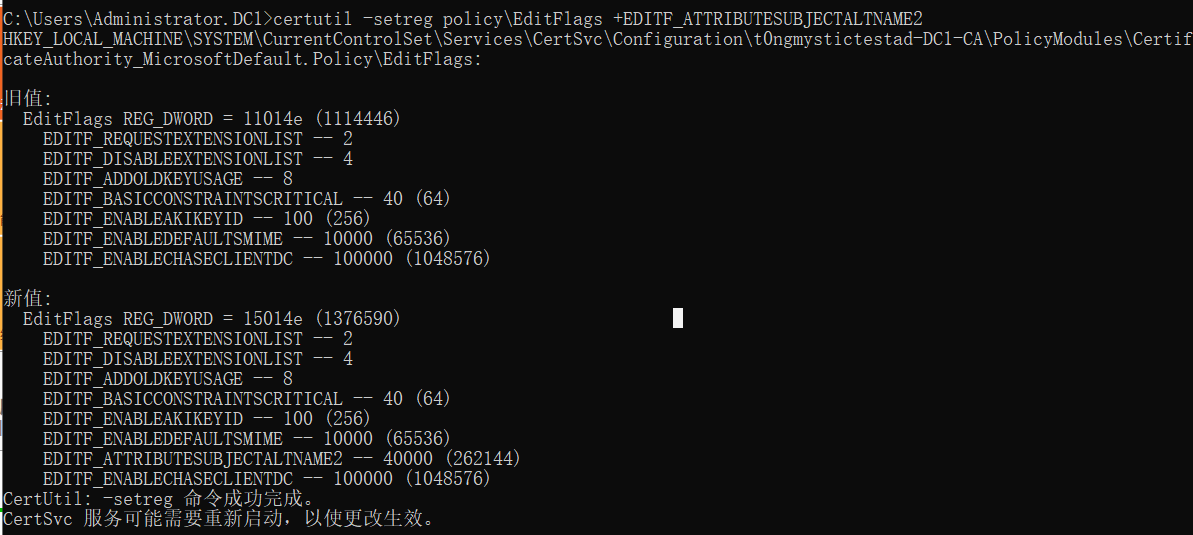 C:\Users\Administrator.DC1>certutil -setreg policy\EditFlags +EDITF_ATTRIBUTESUBJECTALTNAME2
HKEY_LOCAL_MACHINE\SYSTEM\CurrentControlSet\Services\CertSvc\Configuration\t0ngmystictestad-DC1-CA\PolicyModules\Certif
cateAuthority_MicrosoftDefault.Policy\EditFlags:
旧值:
EditFlags REG_DWORD = 11014e (1114446)
EDITF_REQUESTEXTENSIONLIST -- 2
EDITF_DISABLEEXTENSIONLIST -- 4
EDITF_ADDOLDKEYUSAGE -- 8
EDITF_BASICCONSTRAINTSCRITICAL -- 40 (64)
EDITF_ENABLEAKIKEYID -- 100 (256)
EDITF_ENABLEDEFAULTSMIME -- 10000 (65536)
EDITF_ENABLECHASECLIENTDC -- 100000 (1048576)
新值:
EditFlags REG_DWORD = 15014e (1376590)
EDITF_REQUESTEXTENSIONLIST -- 2
EDITF_DISABLEEXTENSIONLIST -- 4
EDITF_ADDOLDKEYUSAGE -- 8
EDITF_BASICCONSTRAINTSCRITICAL -- 40 (64)
EDITF_ENABLEAKIKEYID -- 100 (256)
EDITF_ENABLEDEFAULTSMIME -- 10000 (65536)
EDITF_ATTRIBUTESUBJECTALTNAME2 -- 40000 (262144)
EDITF_ENABLECHASECLIENTDC -- 100000 (1048576)
CertUtil: -setreg 命令成功完成。
CertSvc 服务可能需要重新启动，以使更改生效。